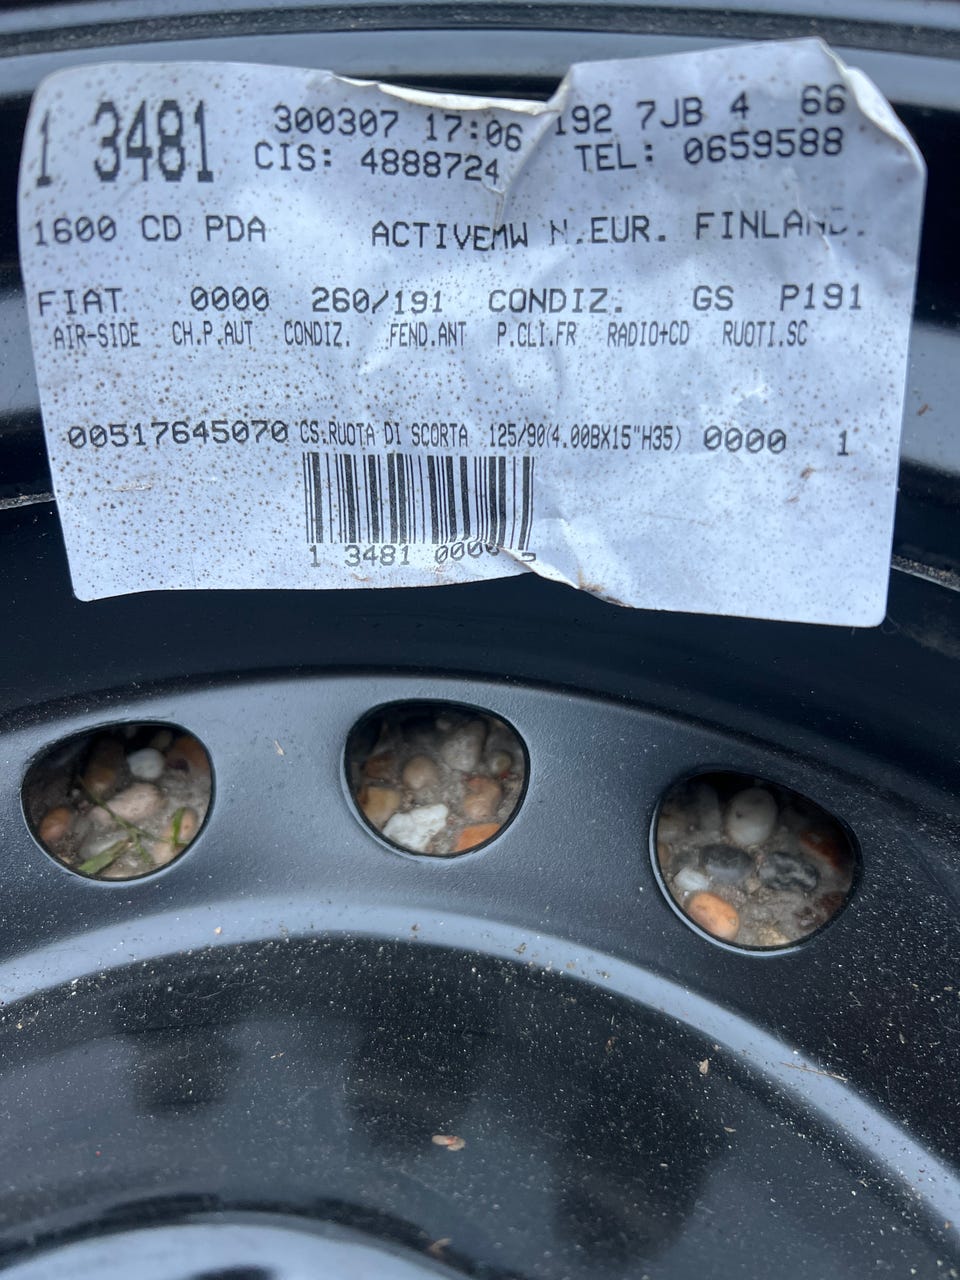 1 3481 300307 17:06 192 7JB 4 66
CIS: 4888724 TEL: 0659588
1600 CD PDA ACTIVEMW N.EUR. FINLAND.
FIAT 0000 260/191 CONDIZ. GS P191
AIR-SIDE CH.P.AUT CONDIZ. FEND.ANT P.CLI.FR RADIO+CD RUOTI.SC
00517645070 CS.RUOTA DI SCORTA 125/90(4.00BX15"H35) 0000 1
1 3481 0000 5